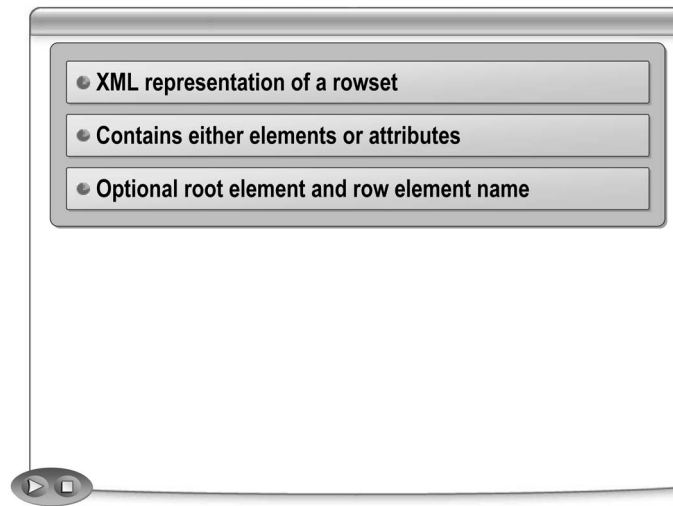 XML representation of a rowset
Contains either elements or attributes
Optional root element and row element name